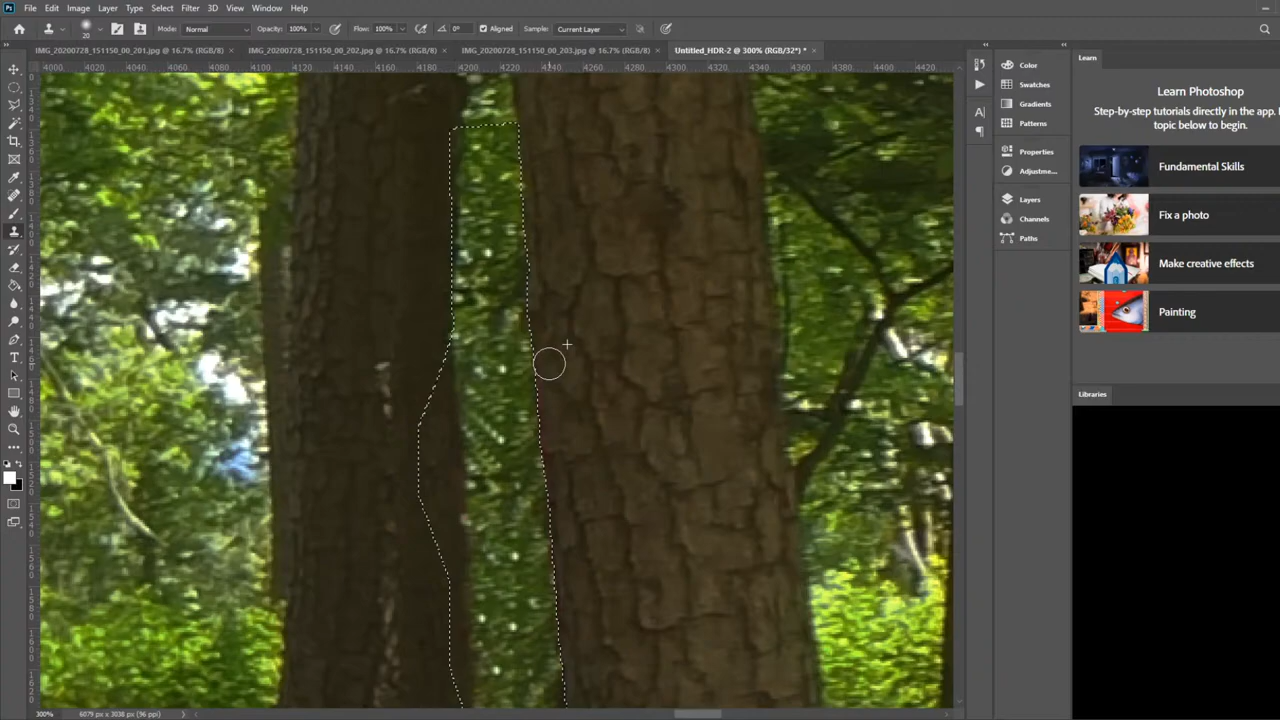 Ps File Edit Image Layer Type Select Filter 3D View Window Help
20 Mode: Normal Opacity: 100% Flow: 100% 0° Aligned Sample: Current Layer
IMG_20200728_151150_00_201.jpg @ 16.7% (RGB/8) × IMG_20200728_151150_00_202.jpg @ 16.7% (RGB/8) × IMG_20200728_151150_00_203.jpg @ 16.7% (RGB/8) × Untitled_HDR-2 @ 300% (RGB/32*) * ×
4000 4020 4040 4060 4080 4100 4120 4140 4160 4180 4200 4220 4240 4260 4280 4300 4320 4340 4360 4380 4400 4420
Color
Swatches
Gradients
Patterns
Properties
Adjustme...
Layers
Channels
Paths
Learn
Learn Photoshop
Step-by-step tutorials directly in the app.
topic below to begin.
Fundamental Skills
Fix a photo
Make creative effects
Painting
Libraries
300% 6079 px x 3038 px (96 ppi)